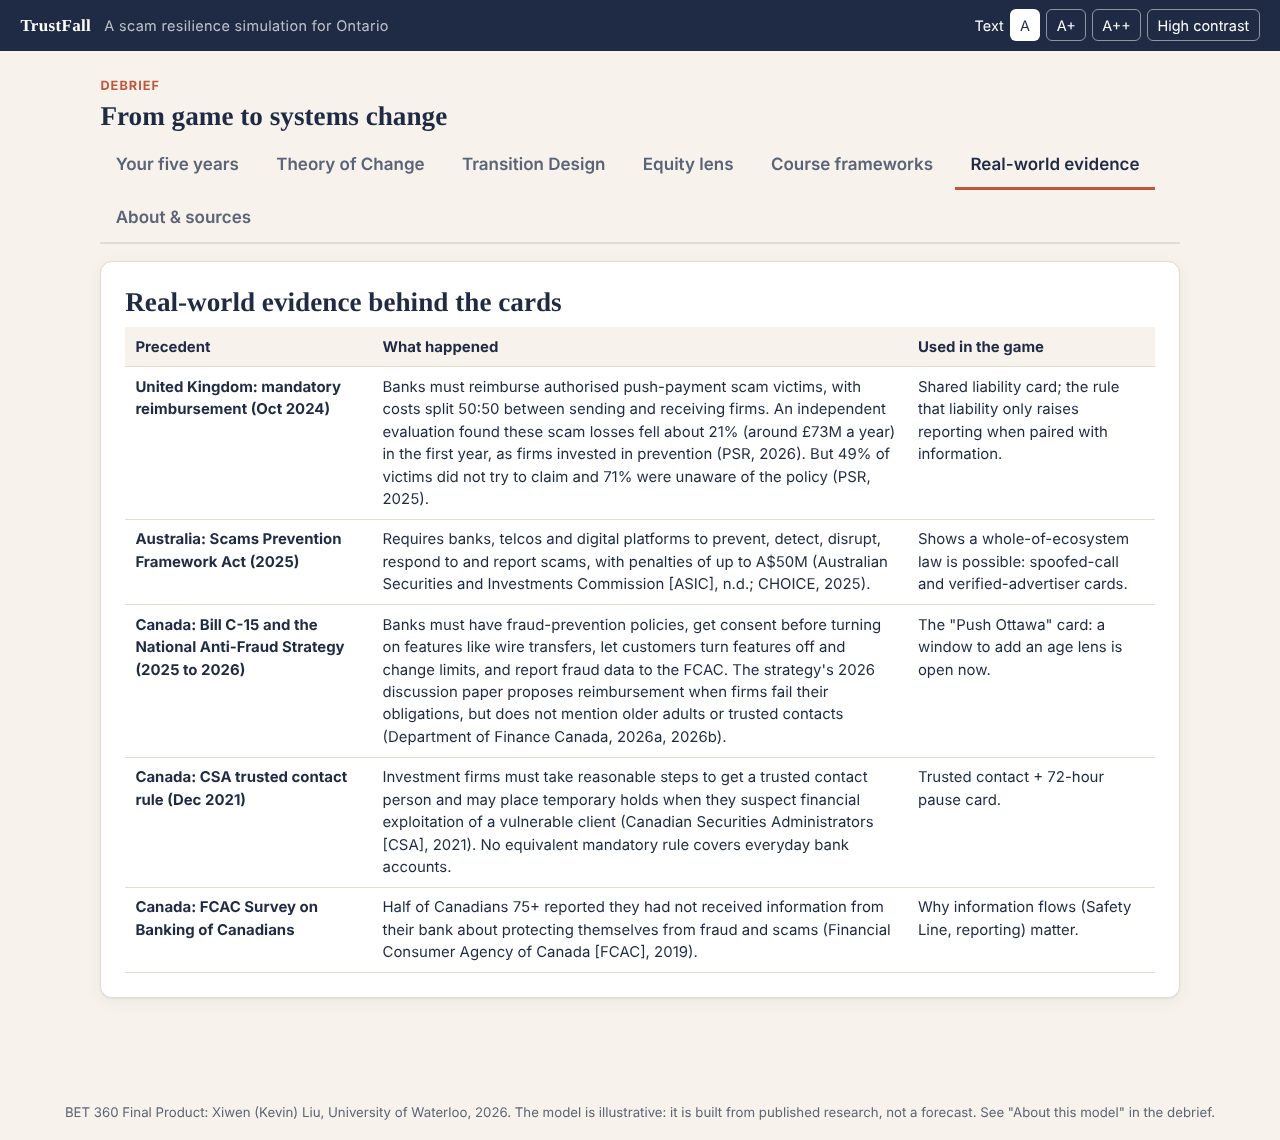 TrustFall A scam resilience simulation for Ontario Text A A+ A++ High contrast
DEBRIEF
From game to systems change
Your five years Theory of Change Transition Design Equity lens Course frameworks Real-world evidence
About & sources
Real-world evidence behind the cards
Precedent What happened Used in the game
United Kingdom: mandatory
reimbursement (Oct 2024)
Banks must reimburse authorised push-payment scam victims, with
costs split 50:50 between sending and receiving firms. An independent
evaluation found these scam losses fell about 21% (around £73M a year)
in the first year, as firms invested in prevention (PSR, 2026). But 49% of
victims did not try to claim and 71% were unaware of the policy (PSR,
2025).
Shared liability card; the rule
that liability only raises
reporting when paired with
information.
Australia: Scams Prevention
Framework Act (2025)
Requires banks, telcos and digital platforms to prevent, detect, disrupt,
respond to and report scams, with penalties of up to A$50M (Australian
Securities and Investments Commission [ASIC], n.d.; CHOICE, 2025).
Shows a whole-of-ecosystem
law is possible: spoofed-call
and verified-advertiser cards.
Canada: Bill C-15 and the
National Anti-Fraud Strategy
(2025 to 2026)
Banks must have fraud-prevention policies, get consent before turning
on features like wire transfers, let customers turn features off and
change limits, and report fraud data to the FCAC. The strategy's 2026
discussion paper proposes reimbursement when firms fail their
obligations, but does not mention older adults or trusted contacts
(Department of Finance Canada, 2026a, 2026b).
The "Push Ottawa" card: a
window to add an age lens is
open now.
Canada: CSA trusted contact
rule (Dec 2021)
Investment firms must take reasonable steps to get a trusted contact
person and may place temporary holds when they suspect financial
exploitation of a vulnerable client (Canadian Securities Administrators
[CSA], 2021). No equivalent mandatory rule covers everyday bank
accounts.
Trusted contact + 72-hour
pause card.
Canada: FCAC Survey on
Banking of Canadians
Half of Canadians 75+ reported they had not received information from
their bank about protecting themselves from fraud and scams (Financial
Consumer Agency of Canada [FCAC], 2019).
Why information flows (Safety
Line, reporting) matter.
BET 360 Final Product: Xiwen (Kevin) Liu, University of Waterloo, 2026. The model is illustrative: it is built from published research, not a forecast. See "About this model" in the debrief.